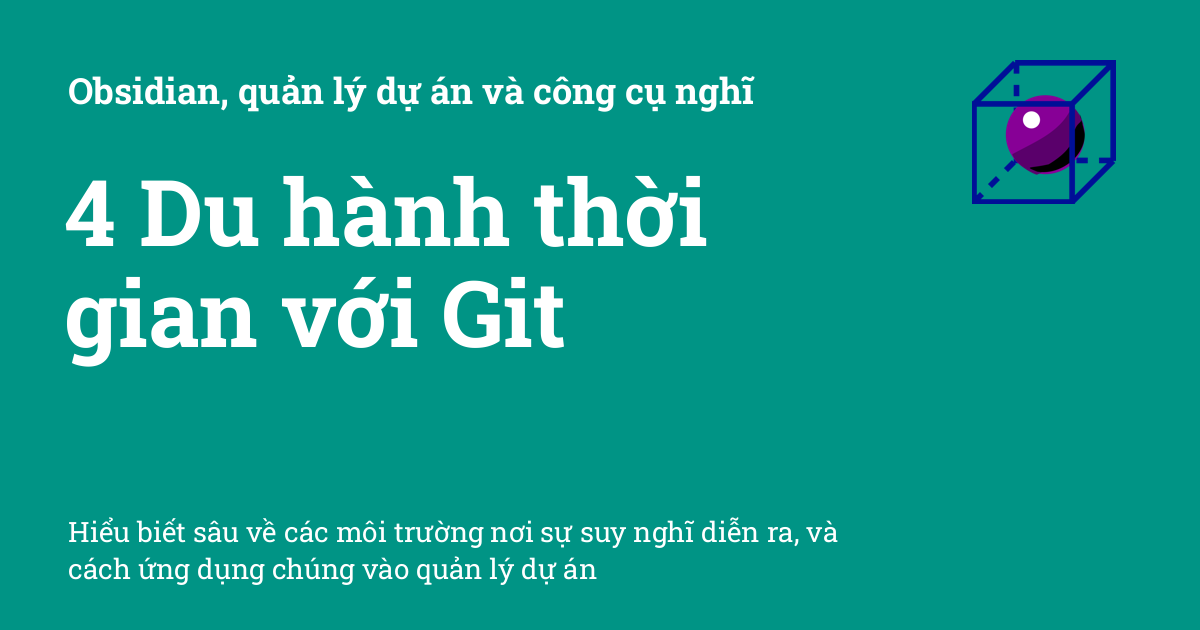 Obsidian, quản lý dự án và công cụ nghĩ
4 Du hành thời
gian với Git
Hiểu biết sâu về các môi trường nơi sự suy nghĩ diễn ra, và
cách ứng dụng chúng vào quản lý dự án